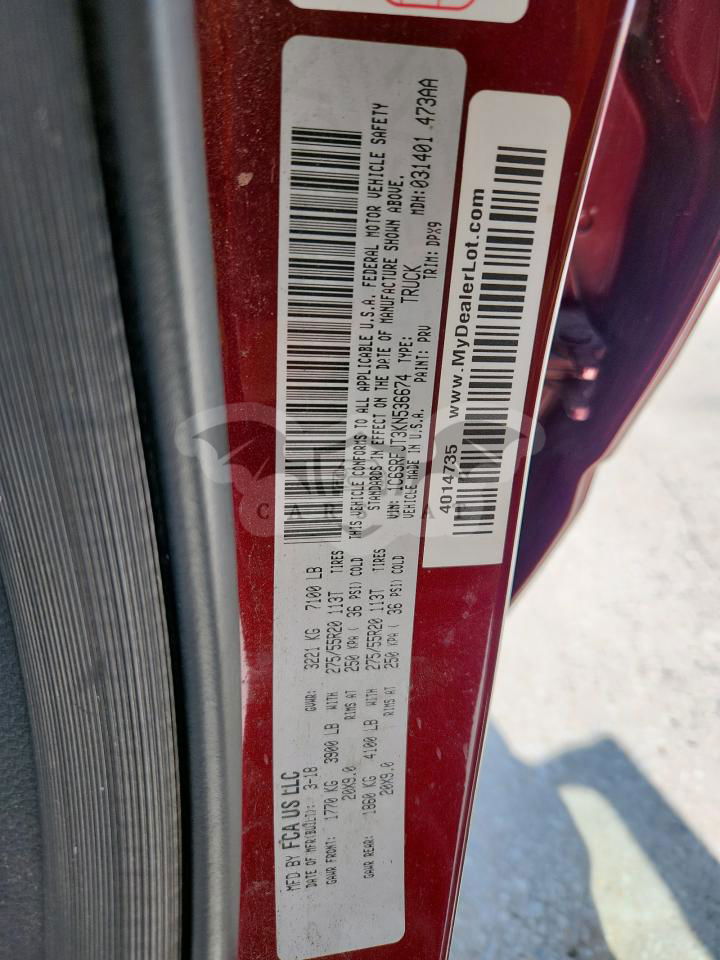 MFD BY FCA US LLC
DATE OF MFR(BUILT): 3-18 GVWR: 3221 KG 7100 LB
GAWR FRONT: 1770 KG 3900 LB WITH 275/55R20 113T TIRES
20X9.0 RIMS AT 250 KPA ( 36 PSI) COLD
GAWR REAR: 1860 KG 4100 LB WITH 275/55R20 113T TIRES
20X9.0 RIMS AT 250 KPA ( 36 PSI) COLD
THIS VEHICLE CONFORMS TO ALL APPLICABLE U.S.A. FEDERAL MOTOR VEHICLE SAFETY
STANDARDS IN EFFECT ON THE DATE OF MANUFACTURE SHOWN ABOVE.
VIN: 1C6SRFJT3KN536674 TYPE: TRUCK MDH:031401 473AA
VEHICLE MADE IN U.S.A. PAINT: PRV TRIM: DPX9
4014735 www.MyDealerLot.com